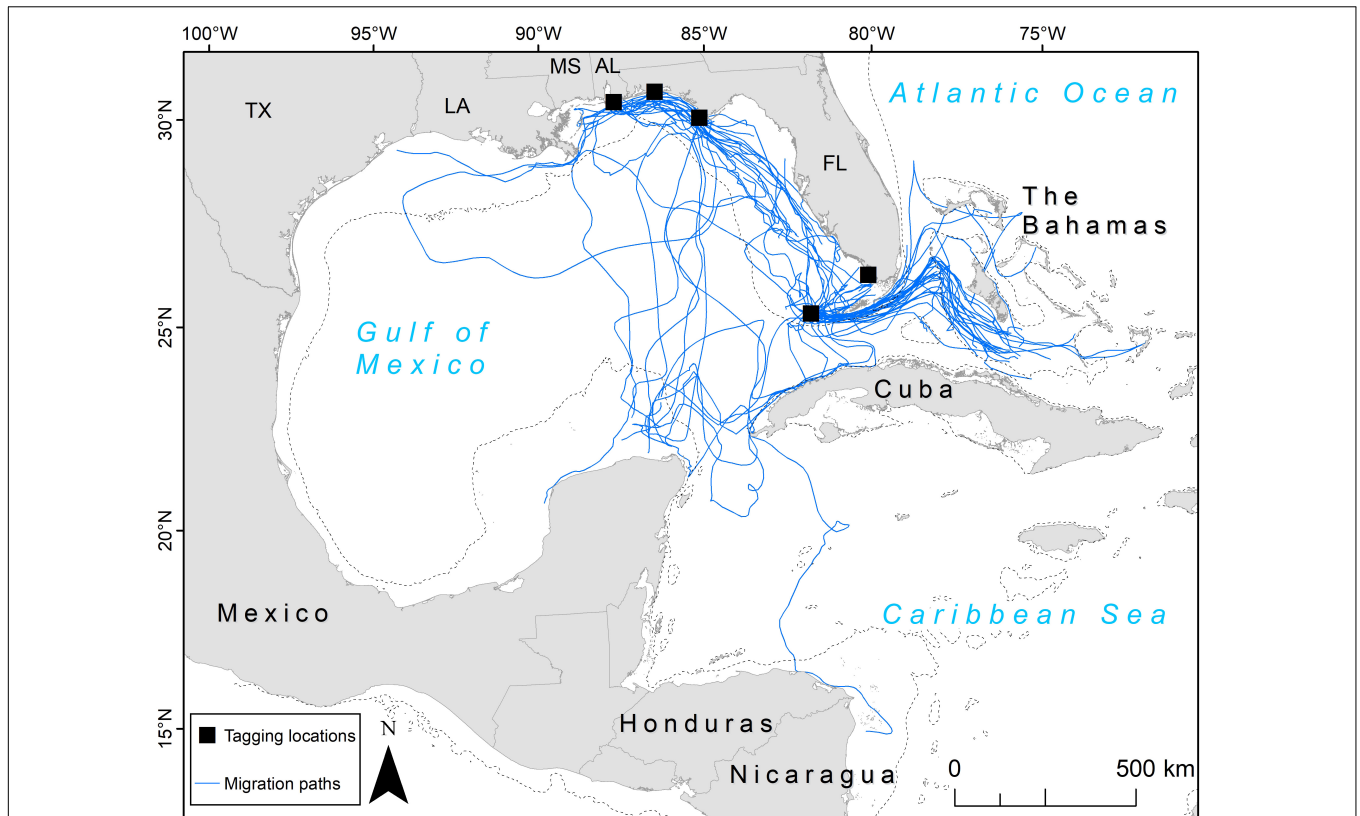 100°W 95°W 90°W 85°W 80°W 75°W
MS AL
Atlantic Ocean
TX
LA
30°N
FL
The
Bahamas
Gulf of
Mexico
25°N
Cuba
20°N
Mexico
Caribbean Sea
15°N
Honduras
Nicaragua
Tagging locations
Migration paths
N
0 500 km